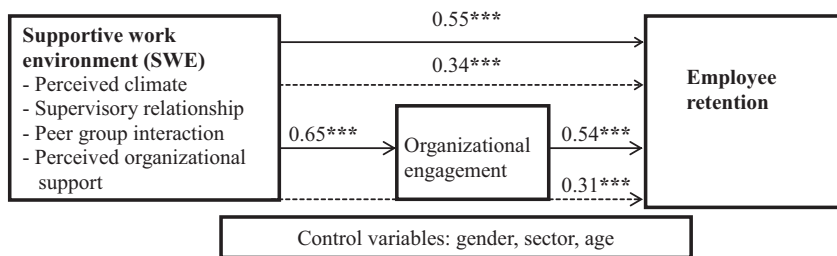 Supportive work
environment (SWE)
- Perceived climate
- Supervisory relationship
- Peer group interaction
- Perceived organizational
support
0.55***
0.34***
0.65***
Organizational
engagement
0.54***
0.31***
Employee
retention
Control variables: gender, sector, age